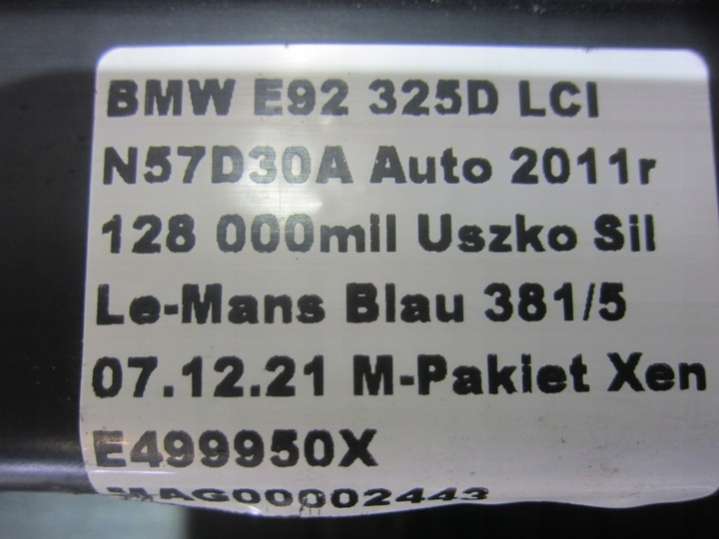 BMW E92 325D LCI
N57D30A Auto 2011r
128 000mil Uszko Sil
Le-Mans Blau 381/5
07.12.21 M-Pakiet Xen
E499950X
MAG00002443